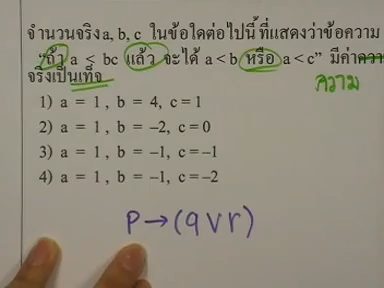 จำนวนจริง a, b, c ในข้อใดต่อไปนี้ ที่แสดงว่าข้อความ
“ถ้า a < bc แล้ว จะได้ a < b หรือ a < c” มีค่าความ
จริงเป็นเท็จ
ความ
1) a = 1 , b = 4, c = 1
2) a = 1 , b = −2, c = 0
3) a = 1 , b = −1, c = −1
4) a = 1 , b = −1, c = −2
P → (q ∨ r)